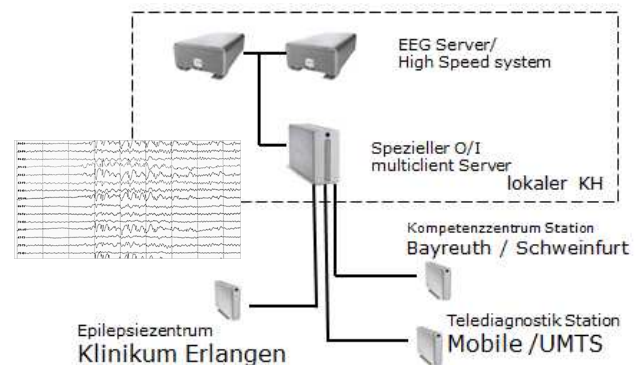 EEG Server/
High Speed system
Spezieller O/I
multiclient Server
lokaler KH
Kompetenzzentrum Station
Bayreuth / Schweinfurt
Epilepsiezentrum
Klinikum Erlangen
Telediagnostik Station
Mobile /UMTS